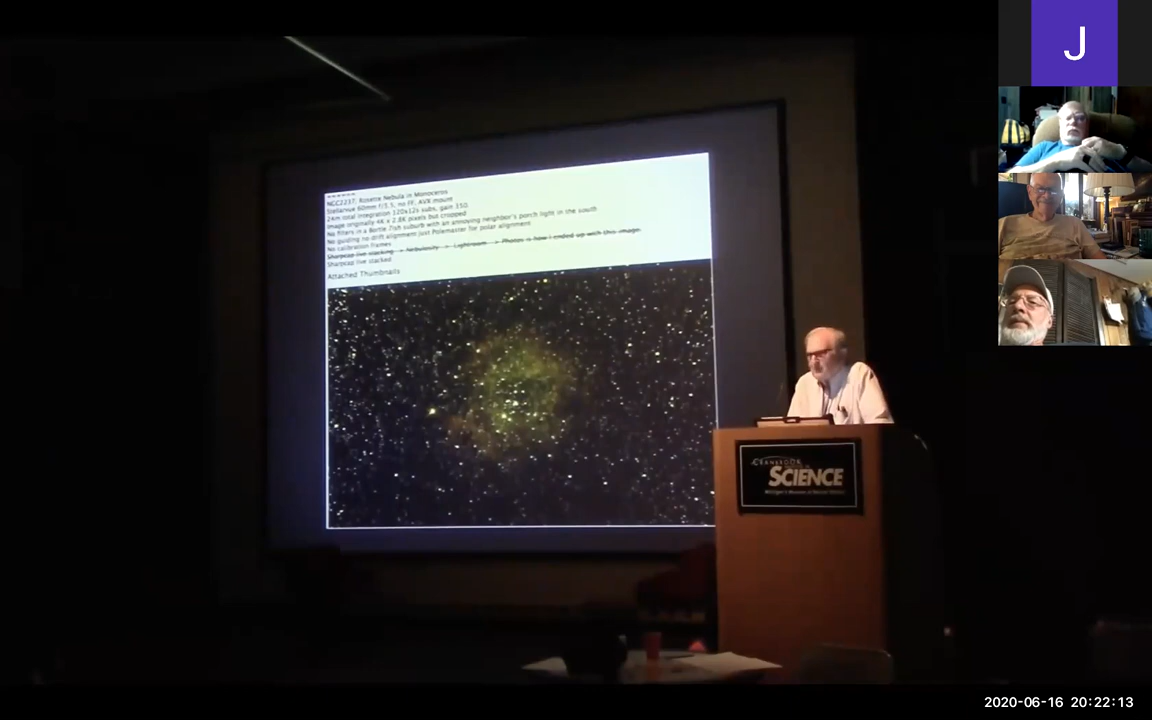 NGC2237; Rosette Nebula in Monoceros
Stellarvue 60mm f/5.5, no FF; AVX mount
24m total integration 120x12s subs, gain 150
Image originally 4K x 2.8K pixels but cropped
No filters in a Bortle 7ish suburb with an annoying neighbor's porch light in the south
No guiding no drift alignment just Polemaster for polar alignment
No calibration frames
Sharpcap live stacking -> Nebulosity -> Lightroom -> Photos is how I ended up with this image.
Sharpcap live stacked
Attached Thumbnails
J
CRANBROOK
SCIENCE
2020-06-16 20:22:13